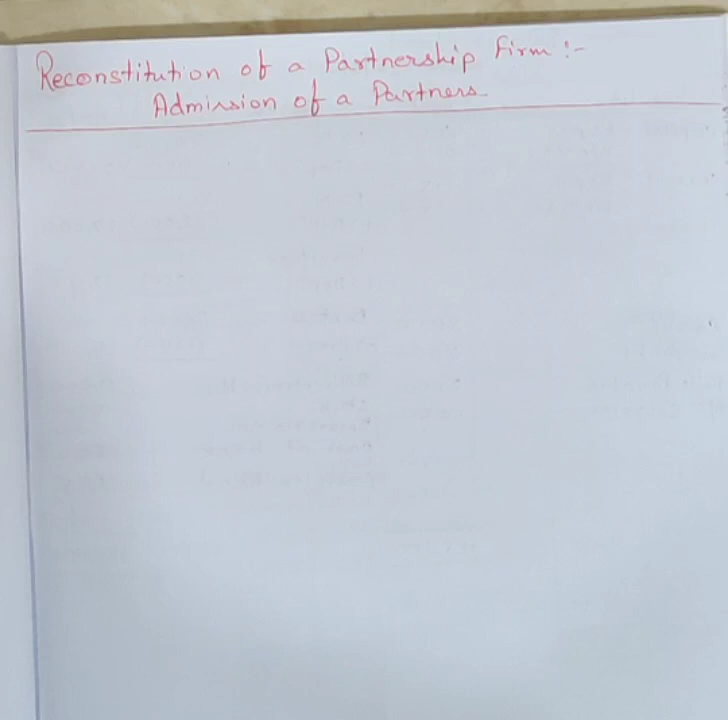 Reconstitution of a Partnership Firm :-
Admission of a Partners.